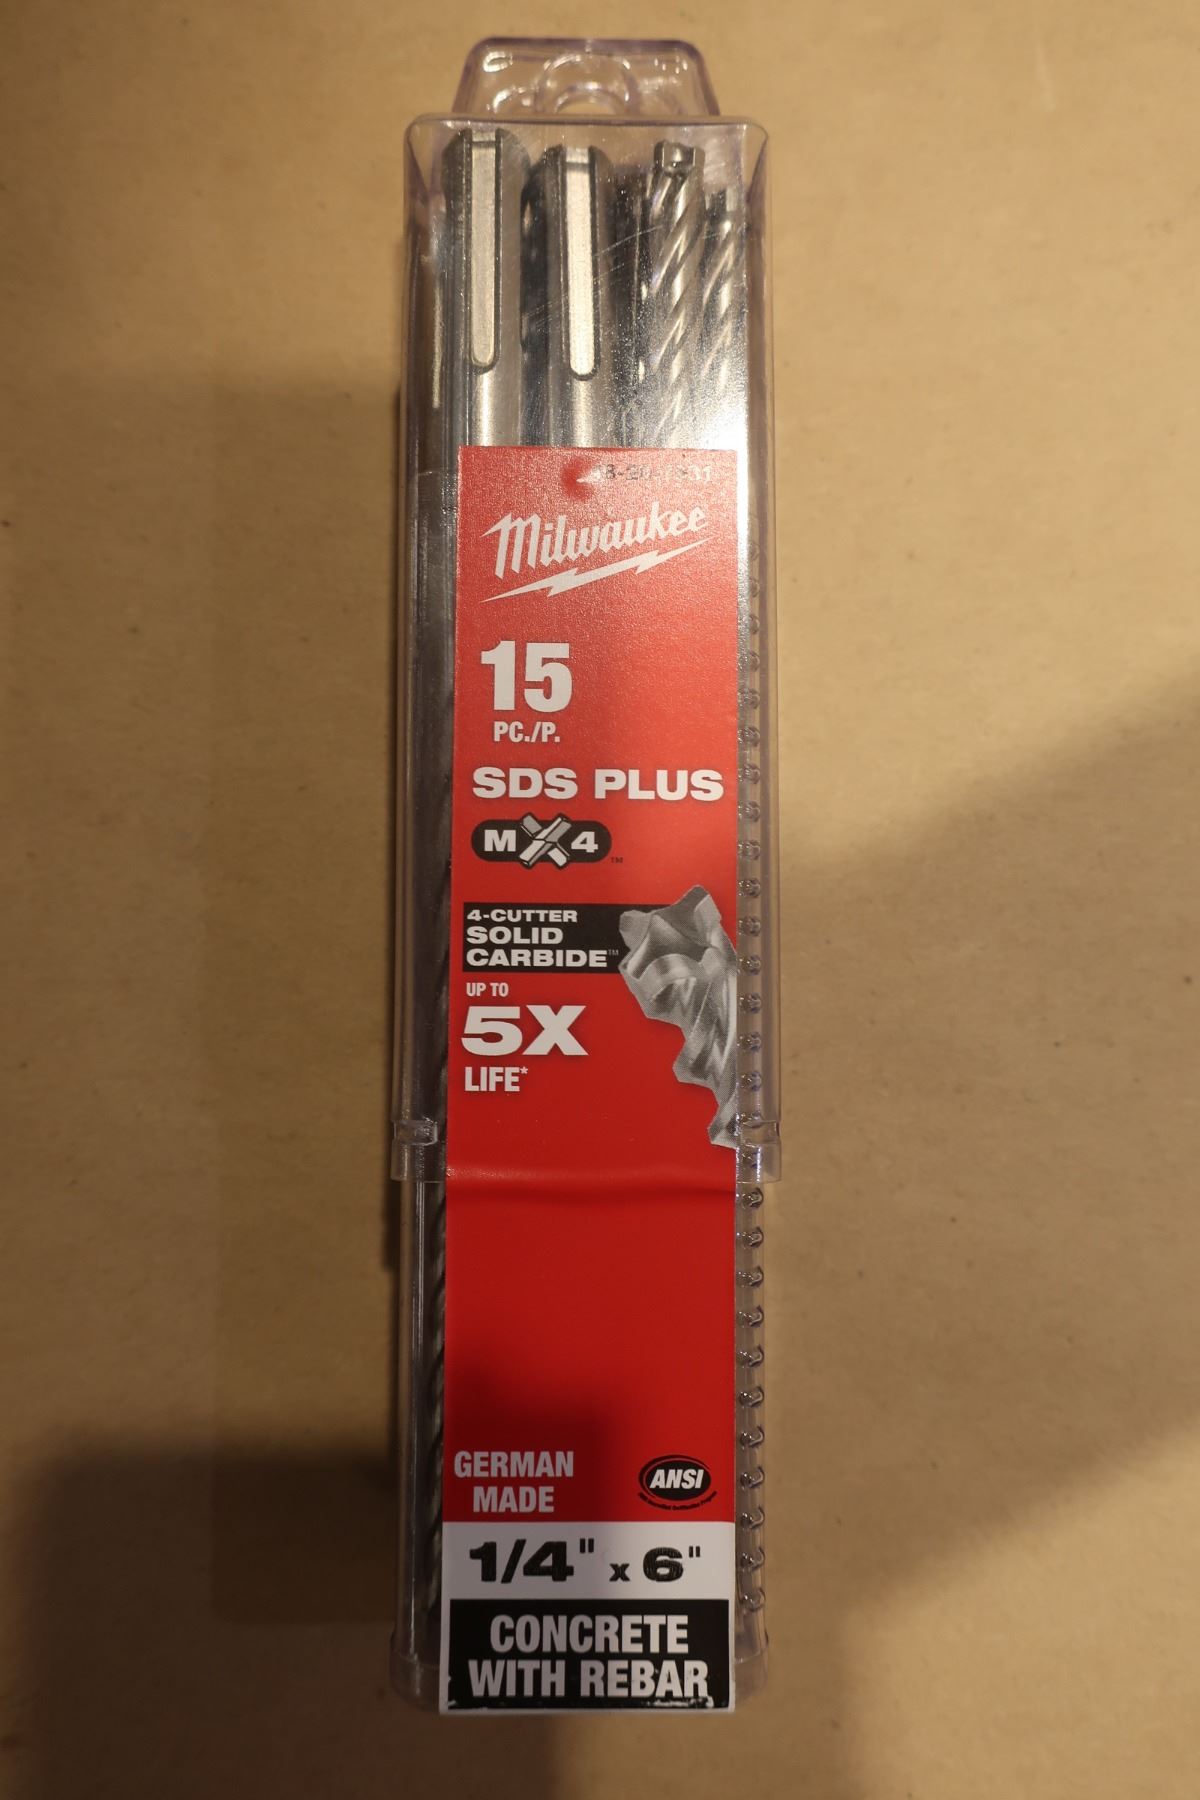 Milwaukee
15
PC./P.
SDS PLUS
MX4™
4-CUTTER
SOLID
CARBIDE™
UP TO
5X
LIFE*
GERMAN
MADE
ANSI
1/4" x 6"
CONCRETE
WITH REBAR